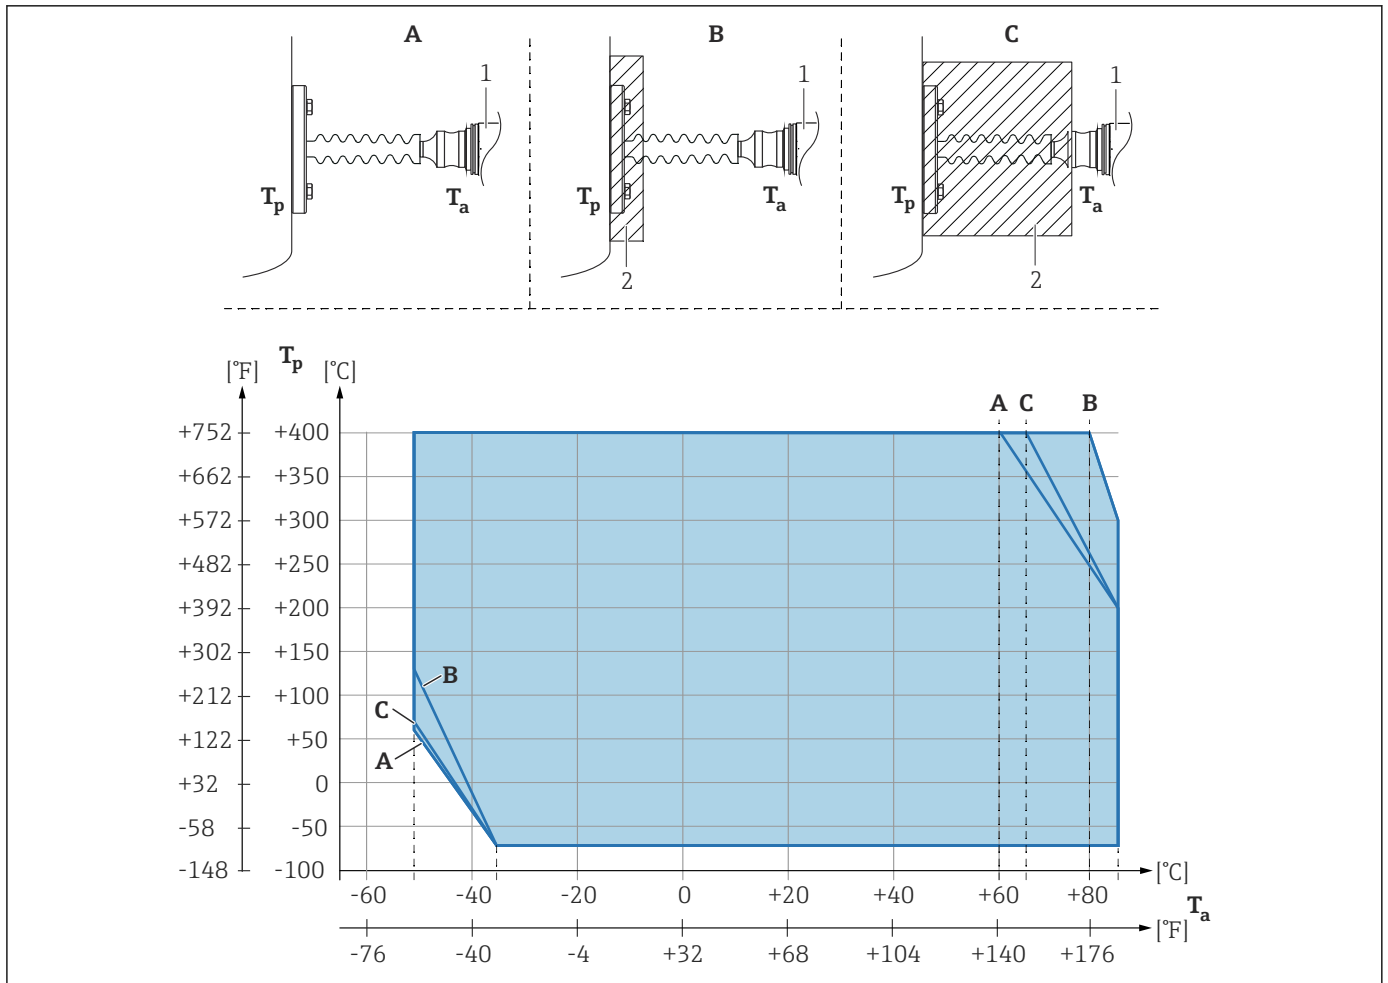 A B C
1 1 1
Tp Ta Tp Ta Tp Ta
2 2
Tp
[°F] [°C]
A C B
+752 +400
+662 +350
+572 +300
+482 +250
+392 +200
+302 +150
B
+212 +100
C
+122 +50
A
+32 0
-58 -50
-148 -100
[°C]
-60 -40 -20 0 +20 +40 +60 +80
Ta
[°F]
-76 -40 -4 +32 +68 +104 +140 +176